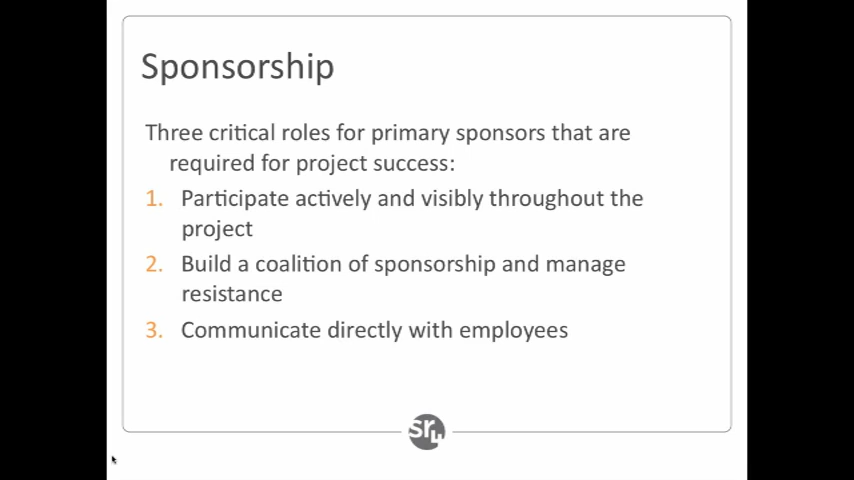 Sponsorship
Three critical roles for primary sponsors that are
required for project success:
1. Participate actively and visibly throughout the
project
2. Build a coalition of sponsorship and manage
resistance
3. Communicate directly with employees
sr4